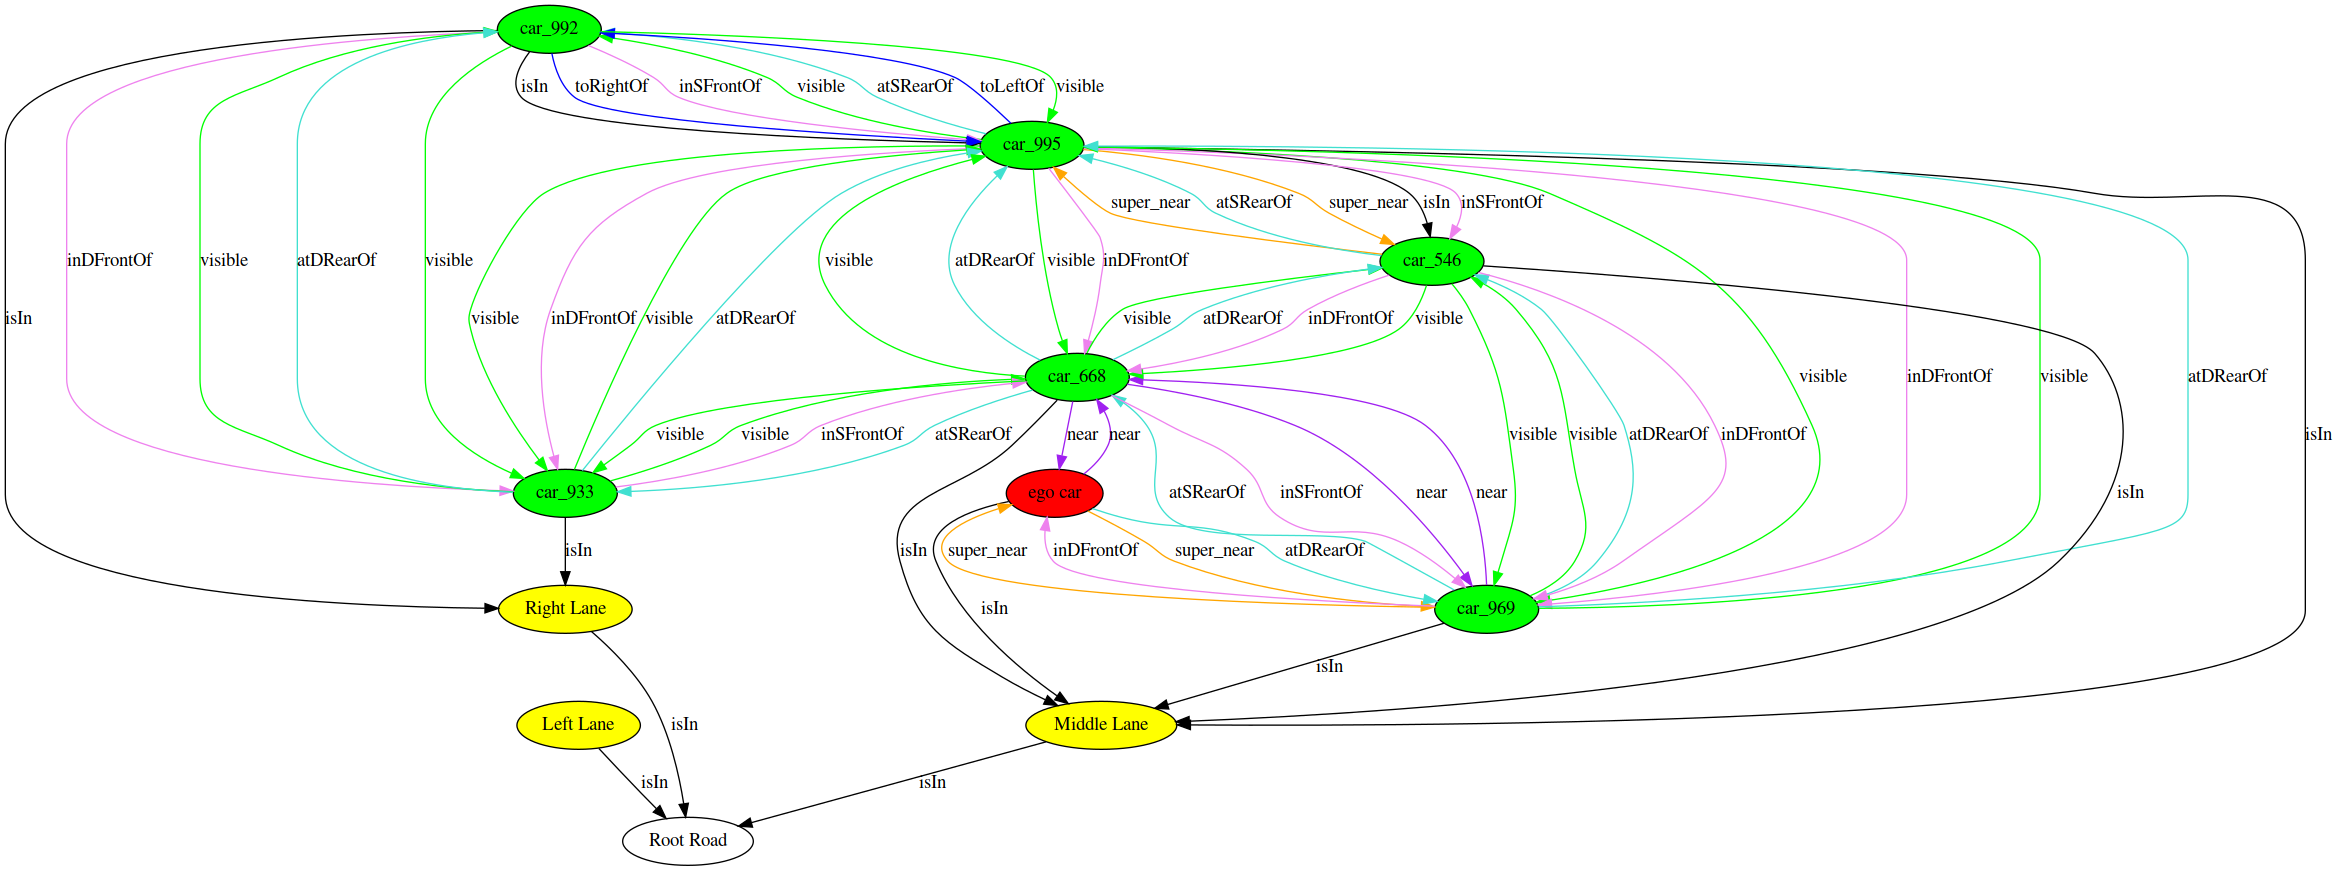 car_992
isIn
toRightOf
inSFrontOf
visible
atSRearOf
toLeftOf
visible
car_995
super_near
atSRearOf
super_near
isIn
inSFrontOf
inDFrontOf
visible
atDRearOf
visible
visible
atDRearOf
visible
inDFrontOf
car_546
isIn
visible
inDFrontOf
visible
atDRearOf
visible
atDRearOf
inDFrontOf
visible
car_668
visible
inDFrontOf
visible
atDRearOf
visible
visible
inSFrontOf
atSRearOf
near
near
visible
visible
atDRearOf
inDFrontOf
isIn
car_933
ego car
atSRearOf
inSFrontOf
near
near
isIn
isIn
isIn
super_near
inDFrontOf
super_near
atDRearOf
Right Lane
isIn
car_969
isIn
Left Lane
isIn
Middle Lane
isIn
isIn
Root Road